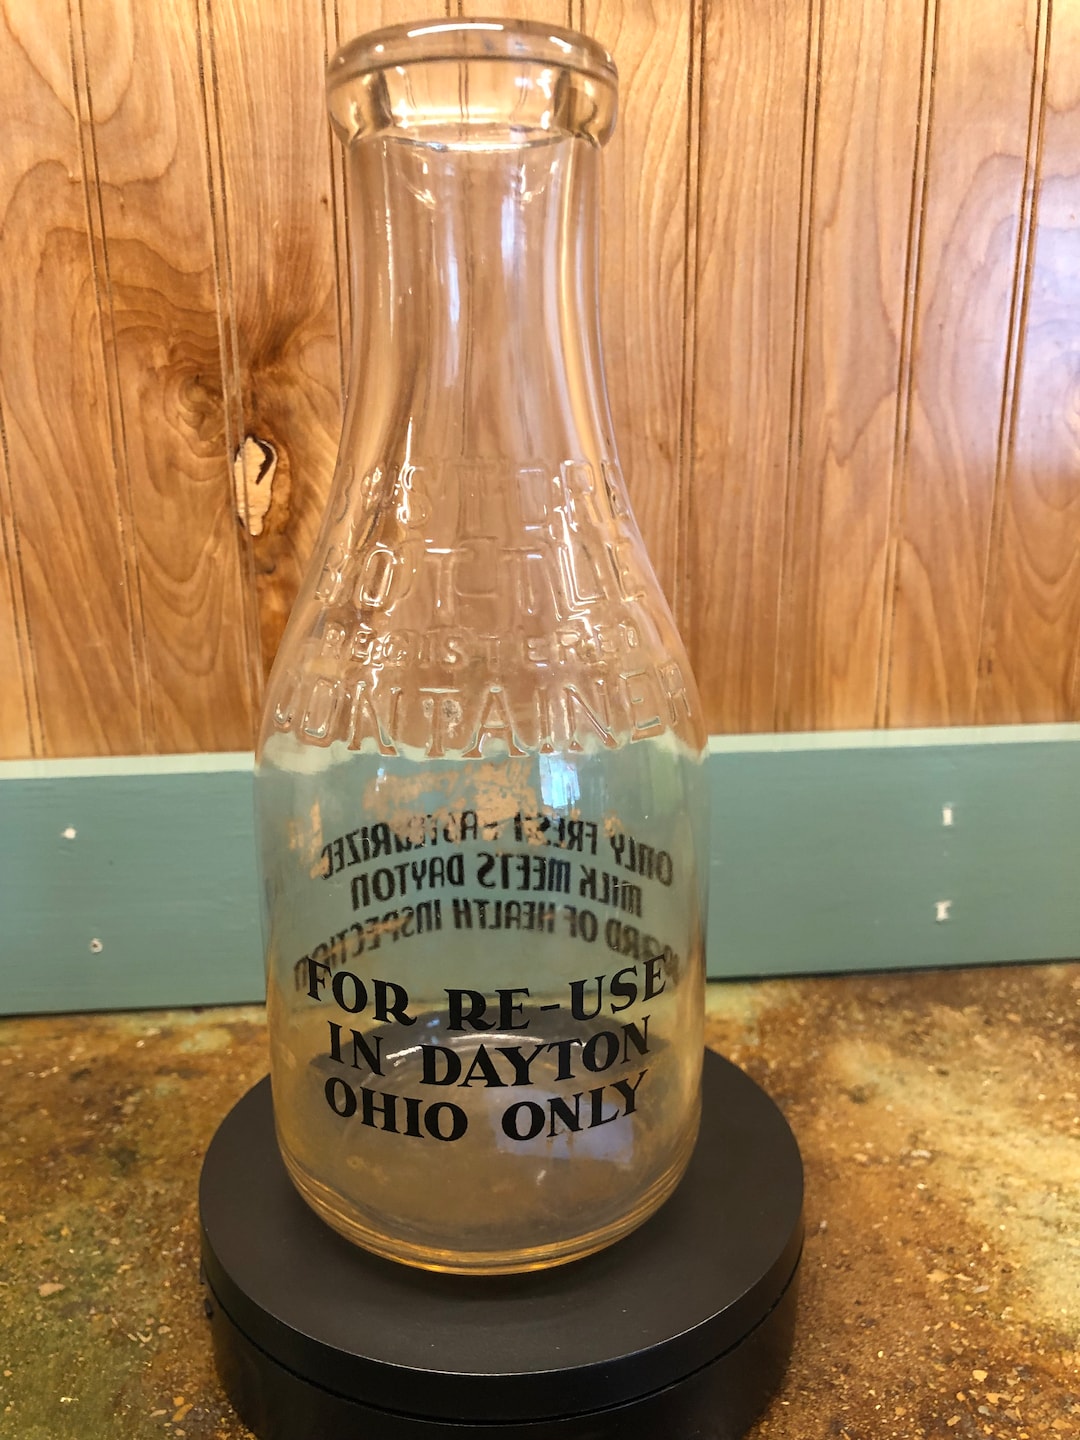 BOTTLE
REGISTERED
CONTAINER
ONLY FRESH PASTEURIZED
MILK MEETS DAYTON
BOARD OF HEALTH INSPECTION
FOR RE-USE
IN DAYTON
OHIO ONLY